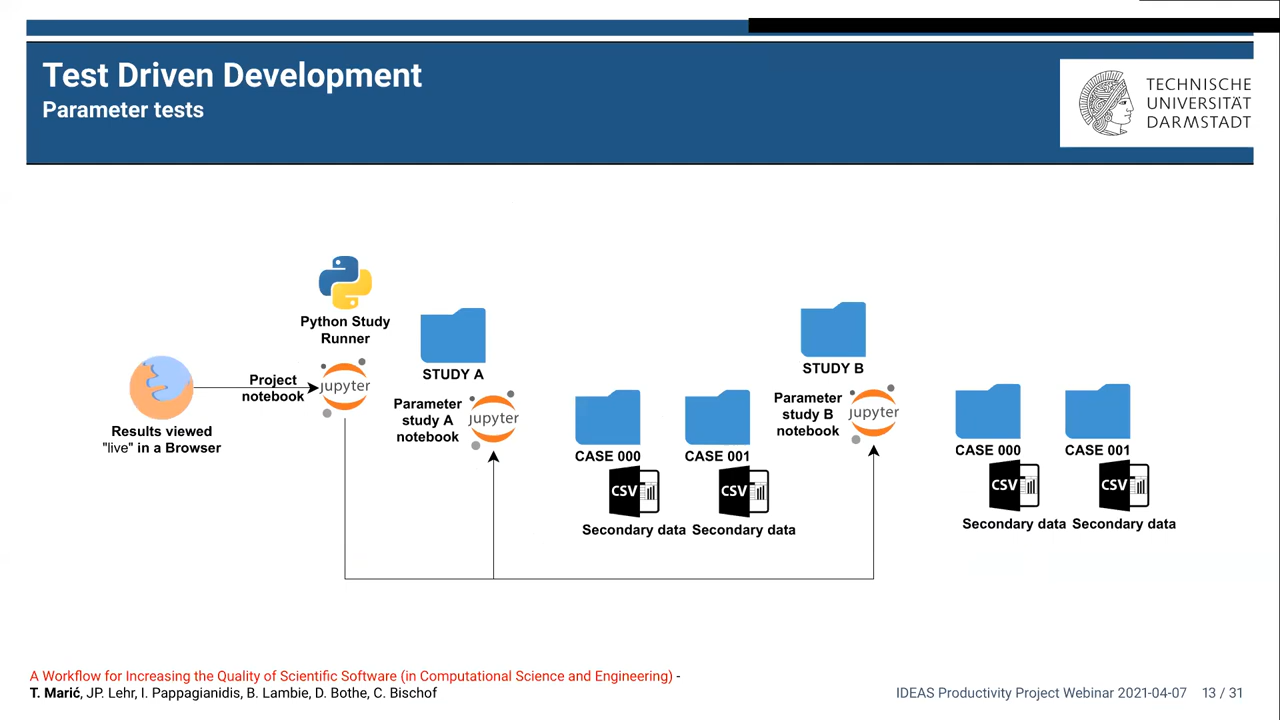 Test Driven Development
Parameter tests
TECHNISCHE
UNIVERSITÄT
DARMSTADT
Python Study
Runner
Project
notebook
jupyter
Results viewed
"live" in a Browser
STUDY A
Parameter
study A
notebook
jupyter
CASE 000
CSV
Secondary data
CASE 001
CSV
Secondary data
STUDY B
Parameter
study B
notebook
jupyter
CASE 000
CSV
Secondary data
CASE 001
CSV
Secondary data
A Workflow for Increasing the Quality of Scientific Software (in Computational Science and Engineering) -
T. Marić, JP. Lehr, I. Pappagianidis, B. Lambie, D. Bothe, C. Bischof
IDEAS Productivity Project Webinar 2021-04-07 13 / 31